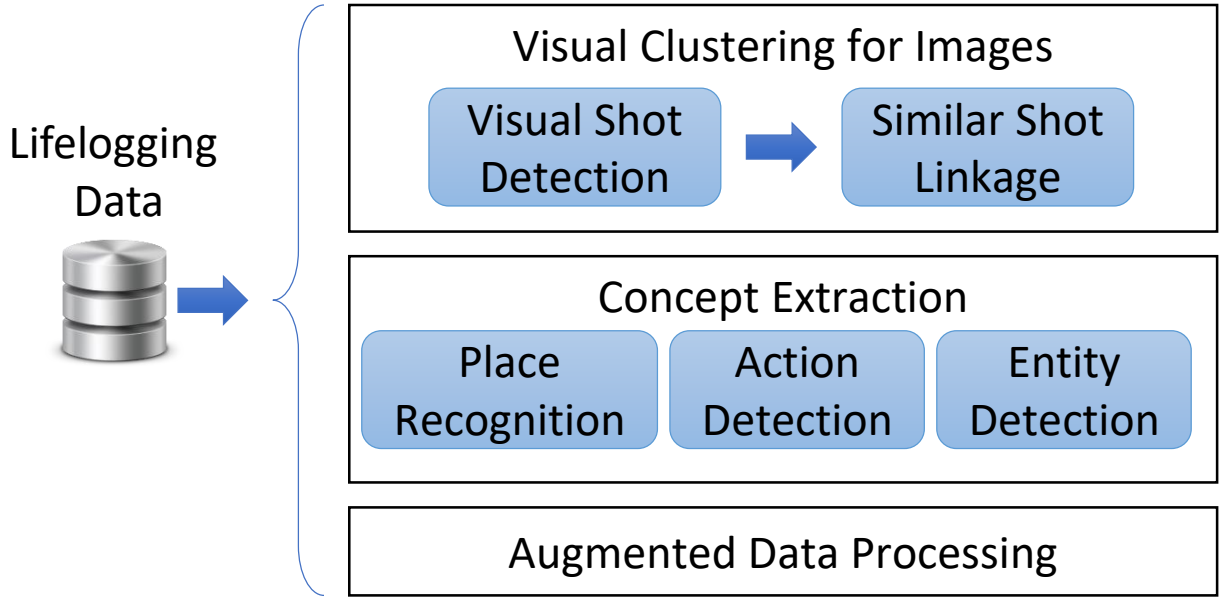 Lifelogging
Data
Visual Clustering for Images
Visual Shot
Detection
Similar Shot
Linkage
Concept Extraction
Place
Recognition
Action
Detection
Entity
Detection
Augmented Data Processing